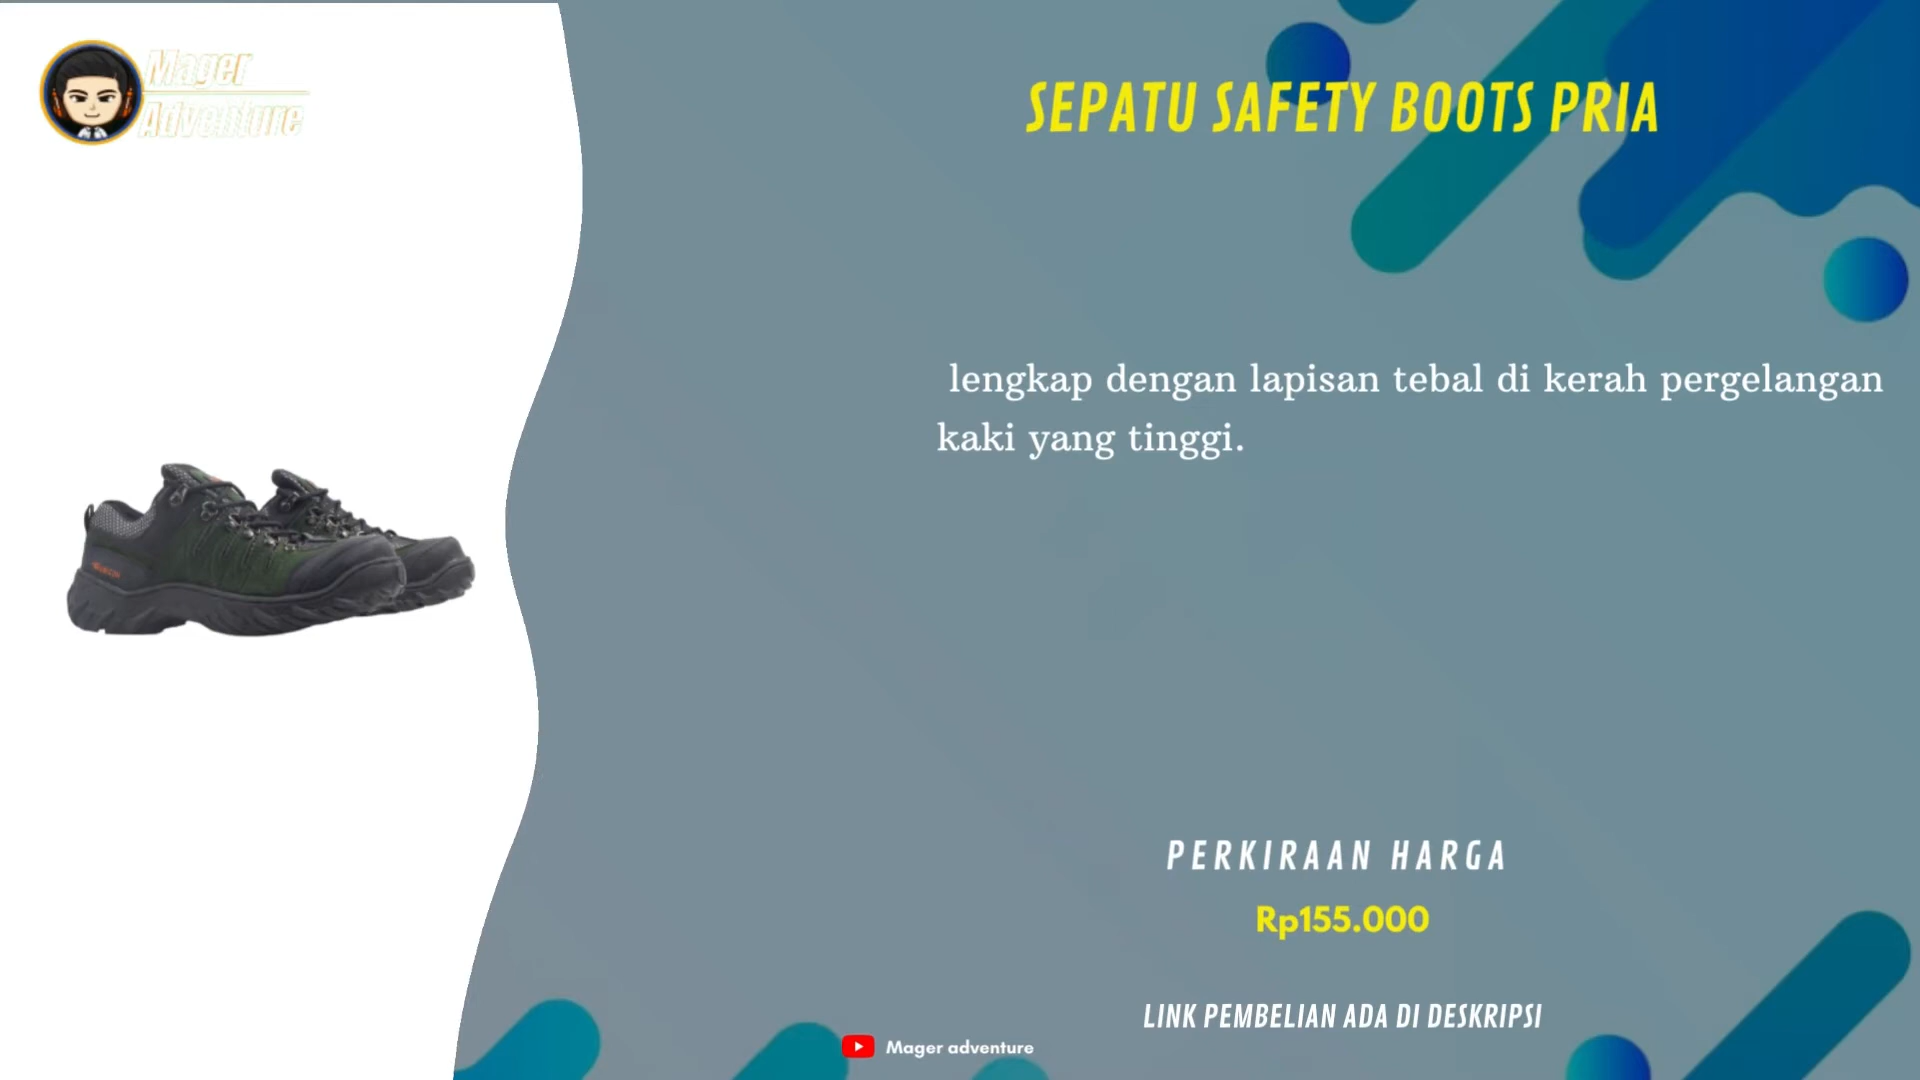 Mager
Adventure
SEPATU SAFETY BOOTS PRIA
lengkap dengan lapisan tebal di kerah pergelangan
kaki yang tinggi.
PERKIRAAN HARGA
Rp155.000
LINK PEMBELIAN ADA DI DESKRIPSI
Mager adventure